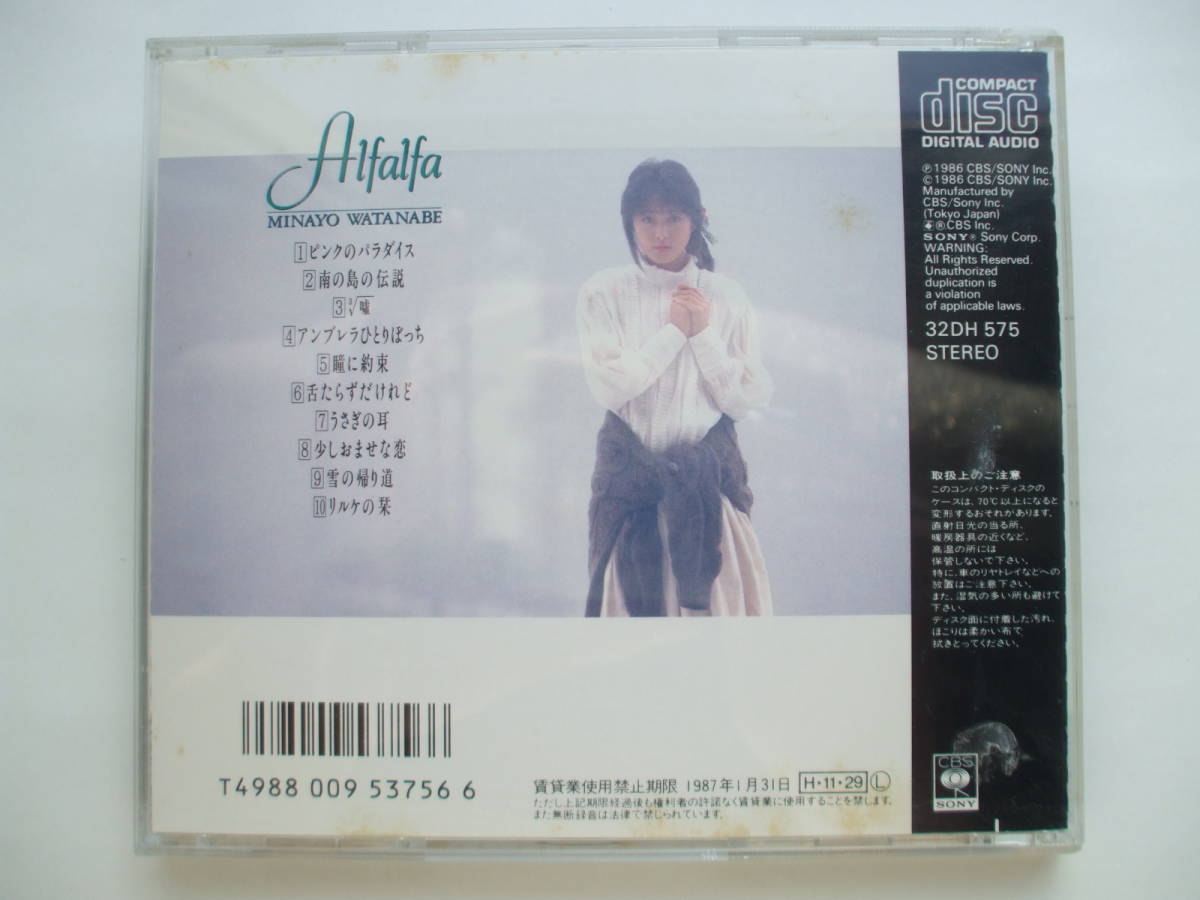 Alfalfa
MINAYO WATANABE
1 ピンクのパラダイス
2 南の島の伝説
3 ³√嘘
4 アンブレラひとりぼっち
5 瞳に約束
6 舌たらずだけれど
7 うさぎの耳
8 少しおませな恋
9 雪の帰り道
10 リルケの栞
T4988 009 53756 6
賃貸業使用禁止期限 1987年1月31日 H・11・29 Ⓛ
ただし上記期限経過後も権利者の許諾なく賃貸業に使用することを禁じます。
また無断録音は法律で禁じられています。
COMPACT
disc
DIGITAL AUDIO
Ⓟ1986 CBS/SONY Inc.
©1986 CBS/SONY Inc.
Manufactured by
CBS/Sony Inc.
(Tokyo Japan)
®CBS Inc.
SONY® Sony Corp.
WARNING:
All Rights Reserved.
Unauthorized
duplication is
a violation
of applicable laws.
32DH 575
STEREO
取扱上のご注意
このコンパクト・ディスクの
ケースは、70℃以上になると
変形するおそれがあります。
直射日光の当る所、
暖房器具の近くなど、
高温の所には
保管しないで下さい。
特に、車のリヤトレイなどへの
放置はご注意下さい。
また、湿気の多い所も避けて
下さい。
ディスク面に付着した汚れ、
ほこりは柔かい布で
拭きとってください。
CBS
SONY